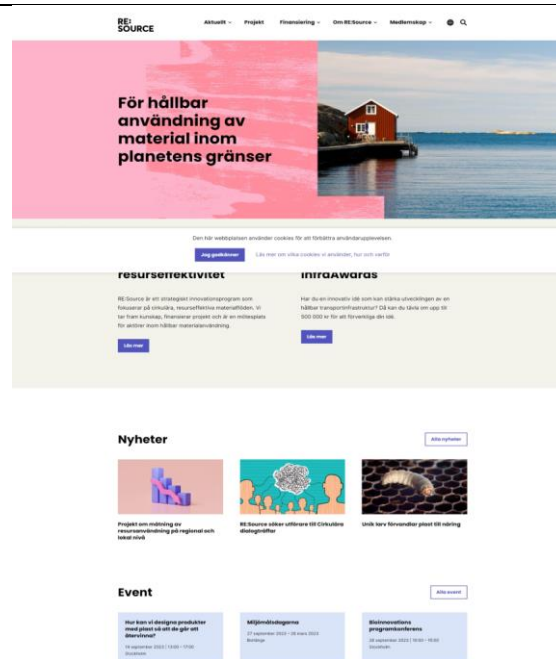 RE:
SOURCE
Aktuellt
Projekt
Finansiering
Om RE:Source
Medlemskap
För hållbar
användning av
material inom
planetens gränser
Den här webbplatsen använder cookies för att förbättra användarupplevelsen.
Jag godkänner
Läs mer om vilka cookies vi använder, hur och varför
resurseffektivitet
InfraAwards
RE:Source är ett strategiskt innovationsprogram som
fokuserar på cirkulära, resurseffektiva materialflöden. Vi
tar fram kunskap, finansierar projekt och är en mötesplats
för aktörer inom hållbar materialanvändning.
Läs mer
Har du en innovativ idé som kan stärka utvecklingen av en
hållbar transportinfrastruktur? Då kan du tävla om upp till
500 000 kr för att förverkliga din idé.
Läs mer
Nyheter
Alla nyheter
Projekt om mätning av
resursanvändning på regional och
lokal nivå
RE:Source söker utförare till Cirkulära
dialogträffar
Unik larv förvandlar plast till näring
Event
Alla event
Hur kan vi designa produkter
med plast så att de går att
återvinna?
Stockholm
Miljömålsdagarna
Borlänge
Bioinnovations
programkonferens
Stockholm